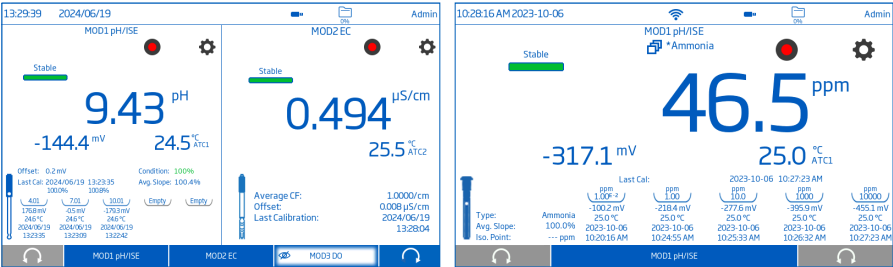 13:29:39 2024/06/19 0% Admin
MOD1 pH/ISE
Stable
9.43 pH
-144.4 mV 24.5 °C ATC1
Offset: 0.2 mV Condition: 100%
Last Cal: 2024/06/19 13:23:35 Avg. Slope: 100.4%
100.0% 100.8%
4.01 7.01 10.01 Empty Empty
176.8 mV -0.5 mV -179.3 mV
24.6 °C 24.6 °C 24.6 °C
2024/06/19 2024/06/19 2024/06/19
13:23:35 13:23:09 13:22:42
MOD2 EC
Stable
0.494 µS/cm
25.5 °C ATC2
Average CF: 1.0000/cm
Offset: 0.008 µS/cm
Last Calibration: 2024/06/19
13:28:04
MOD1 pH/ISE MOD2 EC MOD3 DO
10:28:16 AM 2023-10-06 0% Admin
MOD1 pH/ISE
*Ammonia
Stable
46.5 ppm
-317.1 mV 25.0 °C ATC1
Last Cal: 2023-10-06 10:27:23 AM
ppm ppm ppm ppm ppm
1.00E-2 1.00 10.0 1000 10000
-100.2 mV -218.4 mV -277.6 mV -395.9 mV -455.1 mV
Type: Ammonia 25.0 °C 25.0 °C 25.0 °C 25.0 °C 25.0 °C
Avg. Slope: 100.0% 2023-10-06 2023-10-06 2023-10-06 2023-10-06 2023-10-06
Iso. Point: --- ppm 10:20:16 AM 10:24:55 AM 10:25:33 AM 10:26:32 AM 10:27:23 AM
MOD1 pH/ISE